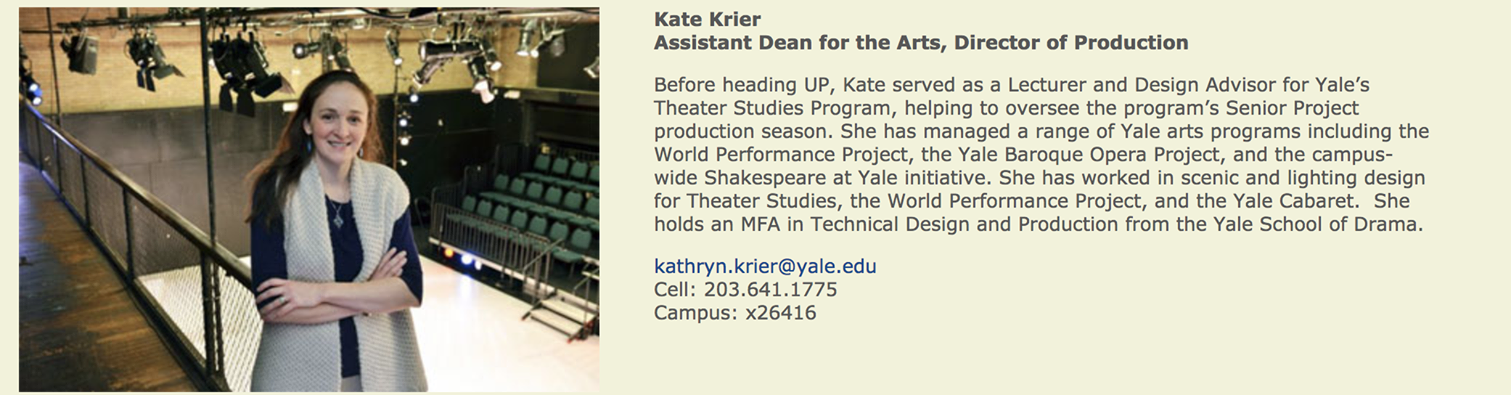 Kate Krier
Assistant Dean for the Arts, Director of Production
Before heading UP, Kate served as a Lecturer and Design Advisor for Yale's
Theater Studies Program, helping to oversee the program's Senior Project
production season. She has managed a range of Yale arts programs including the
World Performance Project, the Yale Baroque Opera Project, and the campus-
wide Shakespeare at Yale initiative. She has worked in scenic and lighting design
for Theater Studies, the World Performance Project, and the Yale Cabaret.  She
holds an MFA in Technical Design and Production from the Yale School of Drama.
kathryn.krier@yale.edu
Cell: 203.641.1775
Campus: x26416